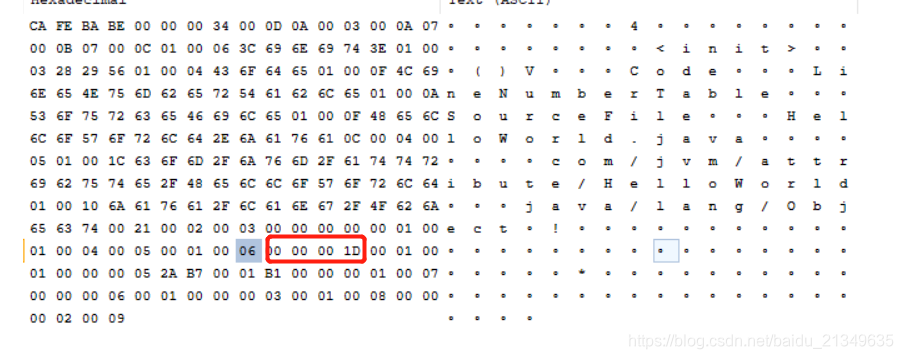 Hexadecimal Text (ASCII)
CA FE BA BE 00 00 00 34 00 0D 0A 00 03 00 0A 07 ▫ ▫ ▫ ▫ ▫ ▫ ▫ 4 ▫ ▫ ▫ ▫ ▫ ▫ ▫ ▫
00 0B 07 00 0C 01 00 06 3C 69 6E 69 74 3E 01 00 ▫ ▫ ▫ ▫ ▫ ▫ ▫ ▫ < i n i t > ▫ ▫
03 28 29 56 01 00 04 43 6F 64 65 01 00 0F 4C 69 ▫ ( ) V ▫ ▫ ▫ C o d e ▫ ▫ ▫ L i
6E 65 4E 75 6D 62 65 72 54 61 62 6C 65 01 00 0A n e N u m b e r T a b l e ▫ ▫ ▫
53 6F 75 72 63 65 46 69 6C 65 01 00 0F 48 65 6C S o u r c e F i l e ▫ ▫ ▫ H e l
6C 6F 57 6F 72 6C 64 2E 6A 61 76 61 0C 00 04 00 l o W o r l d . j a v a ▫ ▫ ▫ ▫
05 01 00 1C 63 6F 6D 2F 6A 76 6D 2F 61 74 74 72 ▫ ▫ ▫ ▫ c o m / j v m / a t t r
69 62 75 74 65 2F 48 65 6C 6C 6F 57 6F 72 6C 64 i b u t e / H e l l o W o r l d
01 00 10 6A 61 76 61 2F 6C 61 6E 67 2F 4F 62 6A ▫ ▫ ▫ j a v a / l a n g / O b j
65 63 74 00 21 00 02 00 03 00 00 00 00 00 01 00 e c t ▫ ! ▫ ▫ ▫ ▫ ▫ ▫ ▫ ▫ ▫ ▫ ▫
01 00 04 00 05 00 01 00 06 00 00 00 1D 00 01 00 ▫ ▫ ▫ ▫ ▫ ▫ ▫ ▫ ▫ ▫ ▫ ▫ ▫ ▫ ▫ ▫
01 00 00 00 05 2A B7 00 01 B1 00 00 00 01 00 07 ▫ ▫ ▫ ▫ ▫ * ▫ ▫ ▫ ▫ ▫ ▫ ▫ ▫ ▫ ▫
00 00 00 06 00 01 00 00 00 03 00 01 00 08 00 00 ▫ ▫ ▫ ▫ ▫ ▫ ▫ ▫ ▫ ▫ ▫ ▫ ▫ ▫ ▫ ▫
00 02 00 09 ▫ ▫ ▫ ▫
https://blog.csdn.net/baidu_21349635